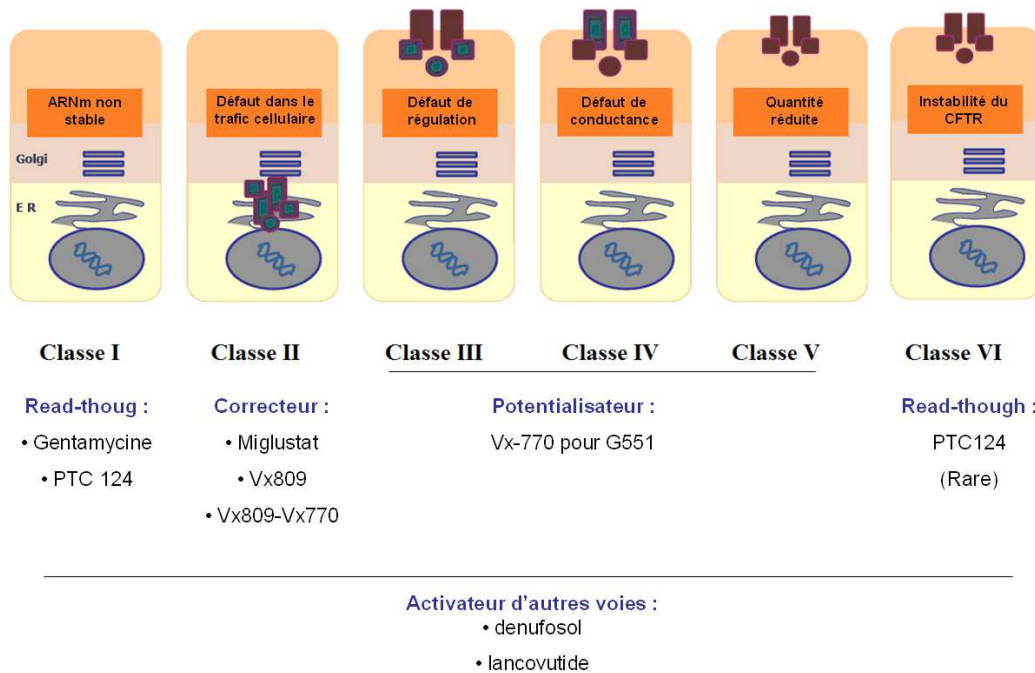 ARNm non
stable
Défaut dans le
trafic cellulaire
Défaut de
régulation
Défaut de
conductance
Quantité
réduite
Instabilité du
CFTR
Golgi
E R
Classe I
Classe II
Classe III
Classe IV
Classe V
Classe VI
Read-thoug :
• Gentamycine
• PTC 124
Correcteur :
• Miglustat
• Vx809
• Vx809-Vx770
Potentialisateur :
Vx-770 pour G551
Read-though :
PTC124
(Rare)
Activateur d'autres voies :
• denufosol
• lancovutide